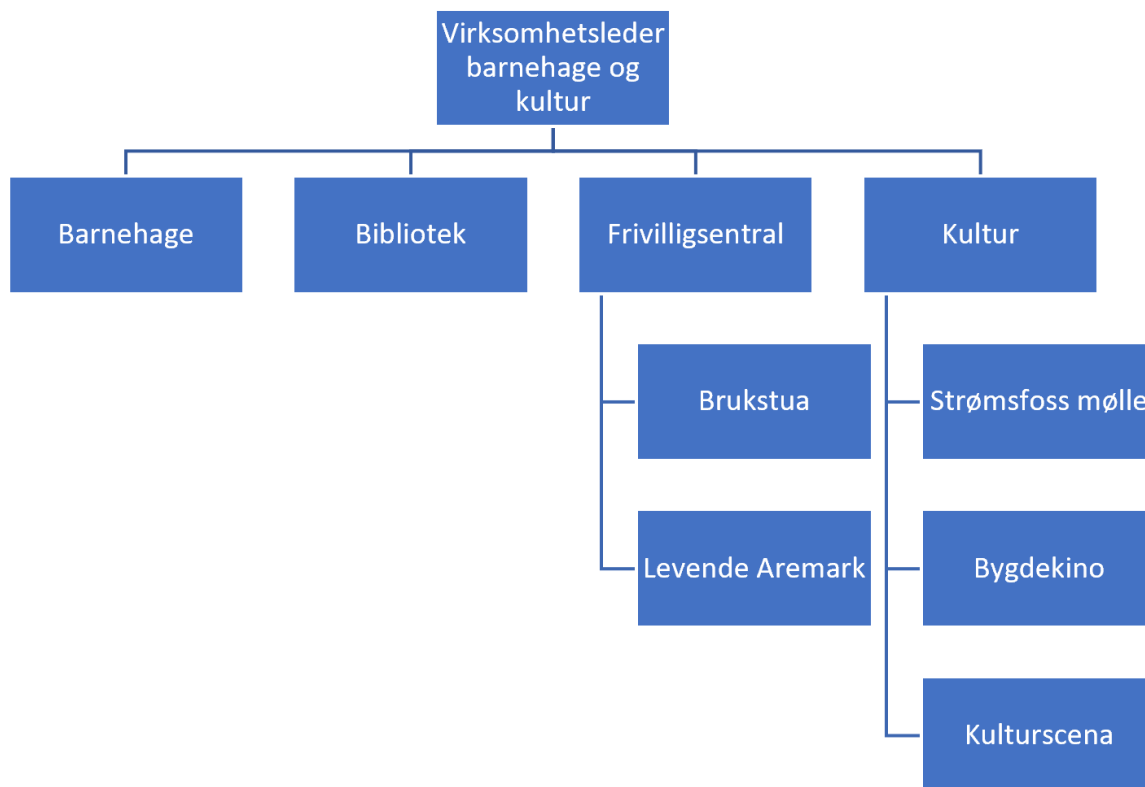 Virksomhetsleder
barnehage og
kultur
Barnehage
Bibliotek
Frivilligsentral
Kultur
Brukstua
Strømsfoss mølle
Levende Aremark
Bygdekino
Kulturscena